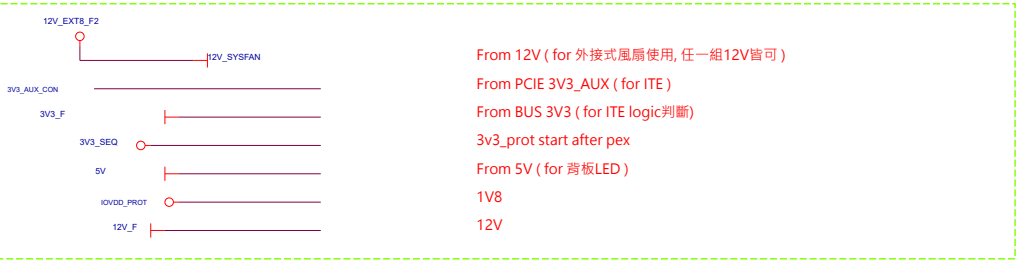 12V_EXT8_F2
12V_SYSFAN From 12V ( for 外接式風扇使用, 任一組12V皆可 )
3V3_AUX_CON From PCIE 3V3_AUX ( for ITE )
3V3_F From BUS 3V3 ( for ITE logic判斷)
3V3_SEQ 3v3_prot start after pex
5V From 5V ( for 背板LED )
IOVDD_PROT 1V8
12V_F 12V